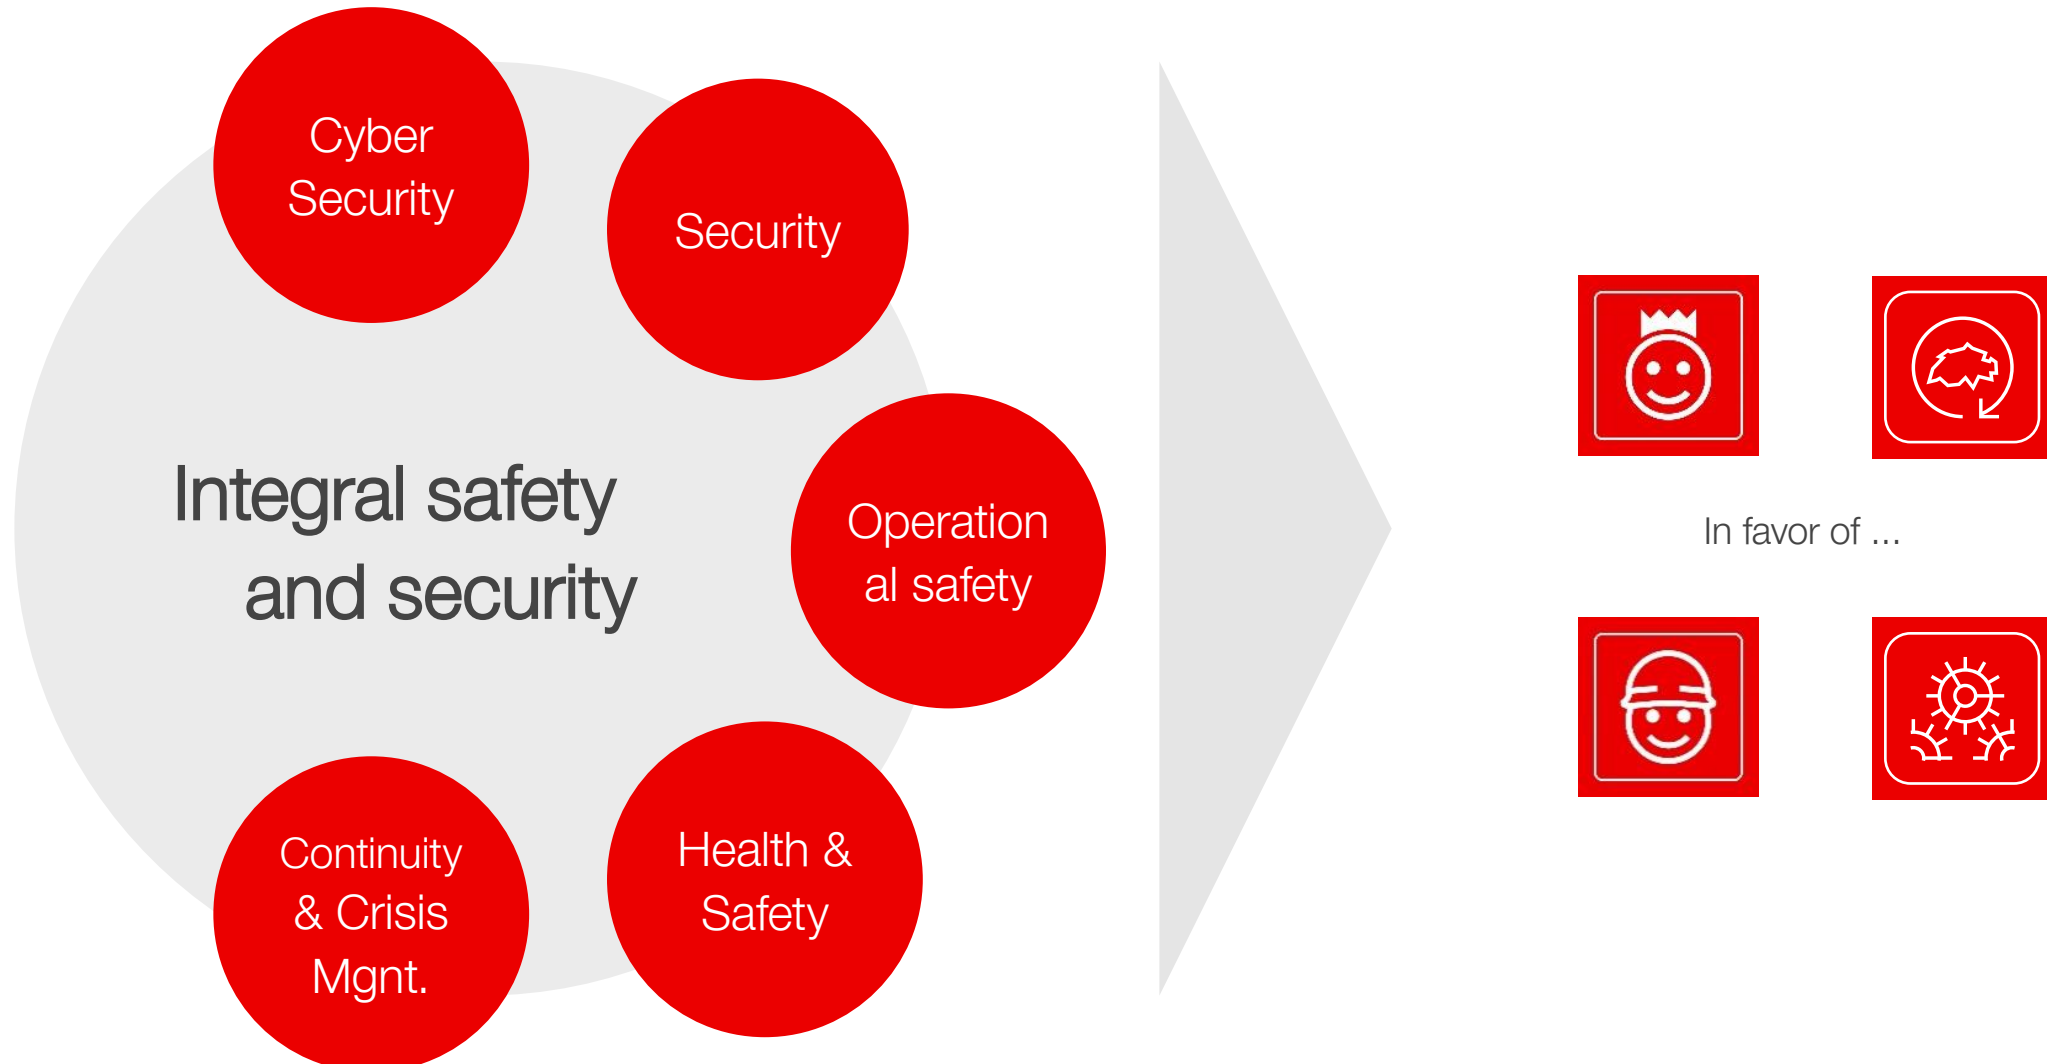 Cyber
Security
Security
Integral safety
and security
Operation
al safety
Continuity
& Crisis
Mgnt.
Health &
Safety
In favor of ...